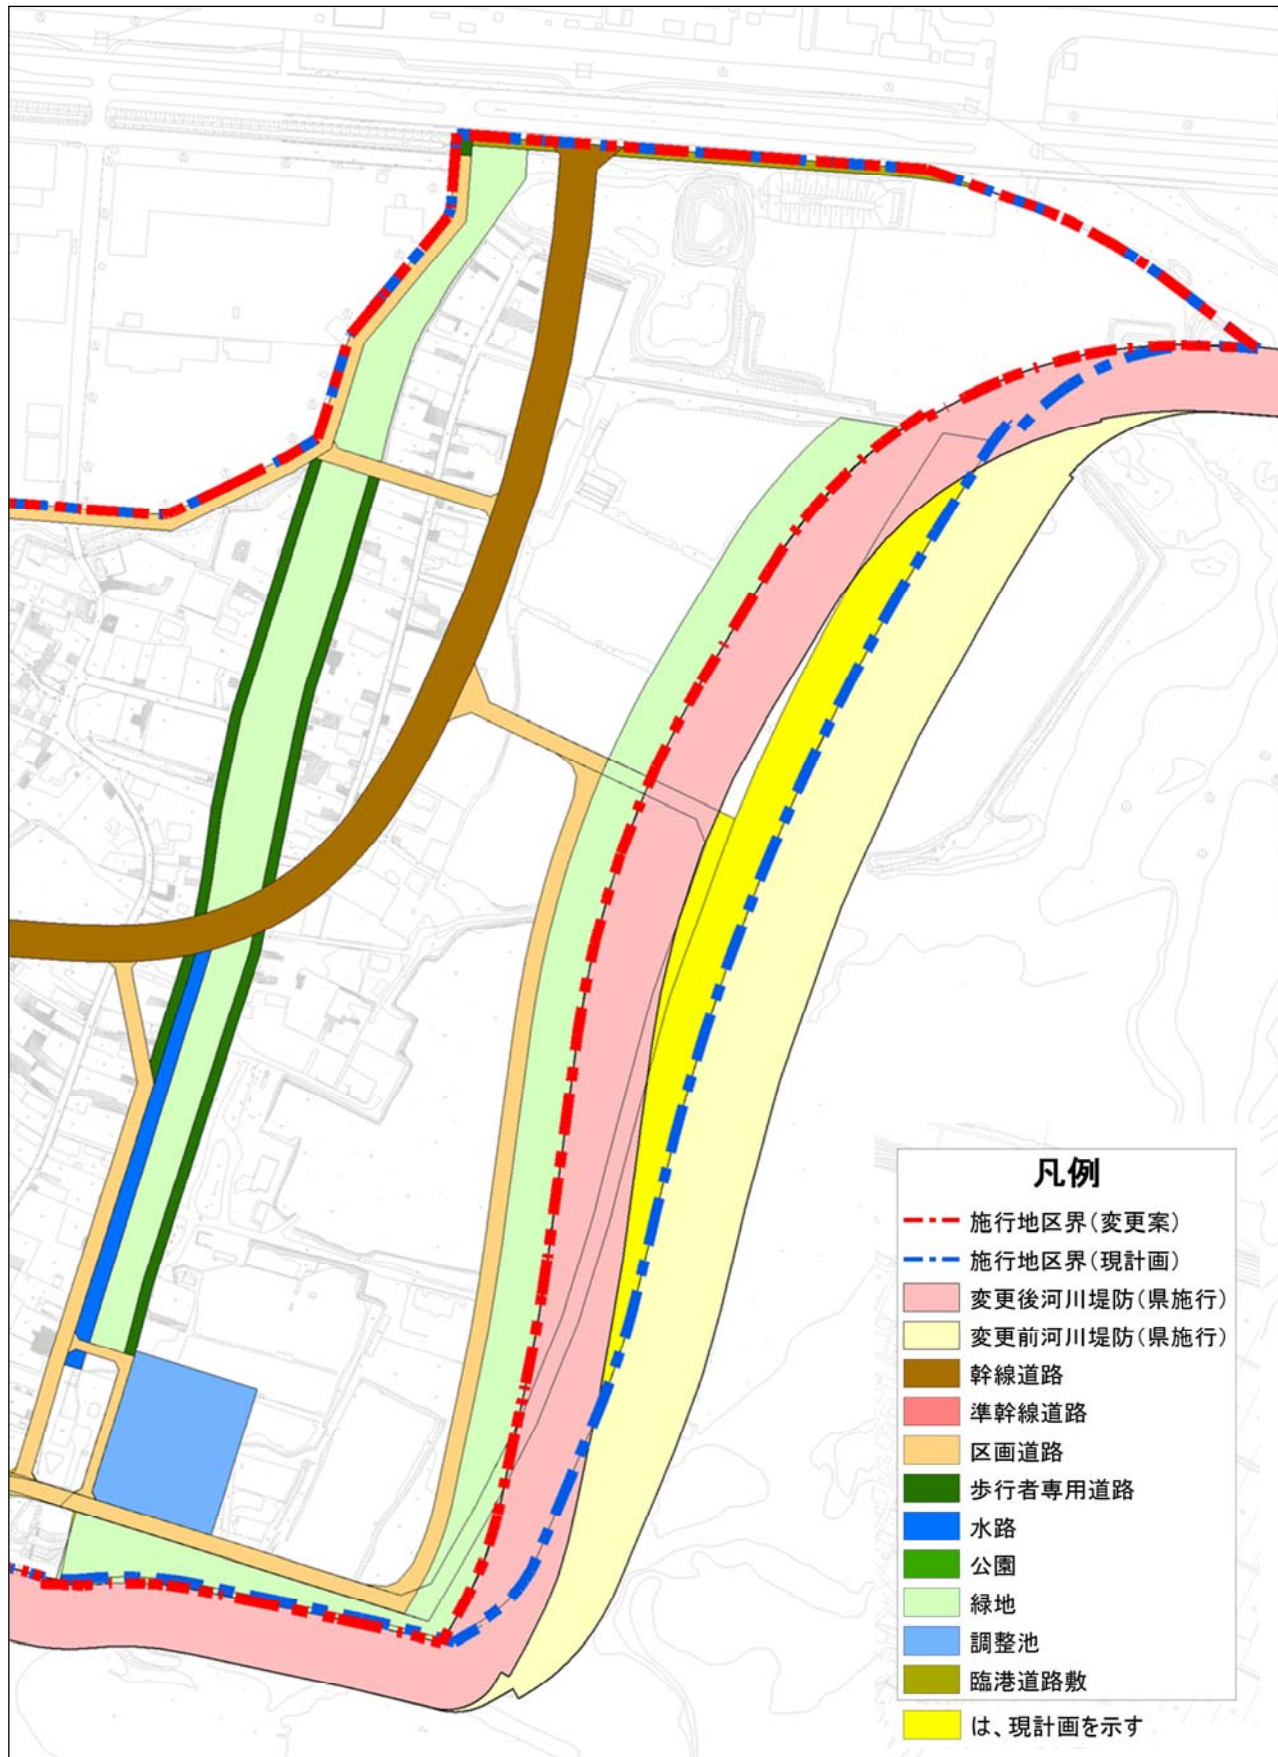 凡例
施行地区界(変更案)
施行地区界(現計画)
変更後河川堤防(県施行)
変更前河川堤防(県施行)
幹線道路
準幹線道路
区画道路
歩行者専用道路
水路
公園
緑地
調整池
臨港道路敷
は、現計画を示す